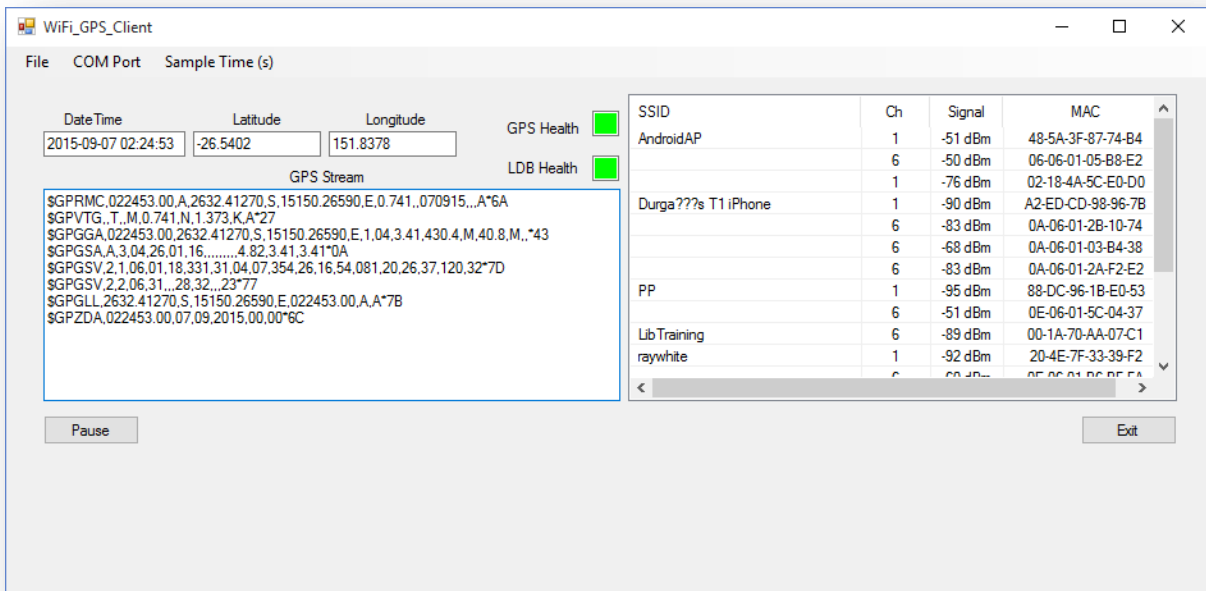 WiFi_GPS_Client
File COM Port Sample Time (s)
DateTime Latitude Longitude
2015-09-07 02:24:53 -26.5402 151.8378
GPS Health
LDB Health
GPS Stream
$GPRMC,022453.00,A,2632.41270,S,15150.26590,E,0.741,,070915,,,A*6A
$GPVTG,,T,,M,0.741,N,1.373,K,A*27
$GPGGA,022453.00,2632.41270,S,15150.26590,E,1,04,3.41,430.4,M,40.8,M,,*43
$GPGSA,A,3,04,26,01,16,,,,,,,,,4.82,3.41,3.41*0A
$GPGSV,2,1,06,01,18,331,31,04,07,354,26,16,54,081,20,26,37,120,32*7D
$GPGSV,2,2,06,31,,,28,32,,,23*77
$GPGLL,2632.41270,S,15150.26590,E,022453.00,A,A*7B
$GPZDA,022453.00,07,09,2015,00,00*6C
SSID Ch Signal MAC
AndroidAP 1 -51 dBm 48-5A-3F-87-74-B4
6 -50 dBm 06-06-01-05-B8-E2
1 -76 dBm 02-18-4A-5C-E0-D0
Durga???s T1 iPhone 1 -90 dBm A2-ED-CD-98-96-7B
6 -83 dBm 0A-06-01-2B-10-74
6 -68 dBm 0A-06-01-03-B4-38
6 -83 dBm 0A-06-01-2A-F2-E2
PP 1 -95 dBm 88-DC-96-1B-E0-53
6 -51 dBm 0E-06-01-5C-04-37
LibTraining 6 -89 dBm 00-1A-70-AA-07-C1
raywhite 1 -92 dBm 20-4E-7F-33-39-F2
Pause
Exit